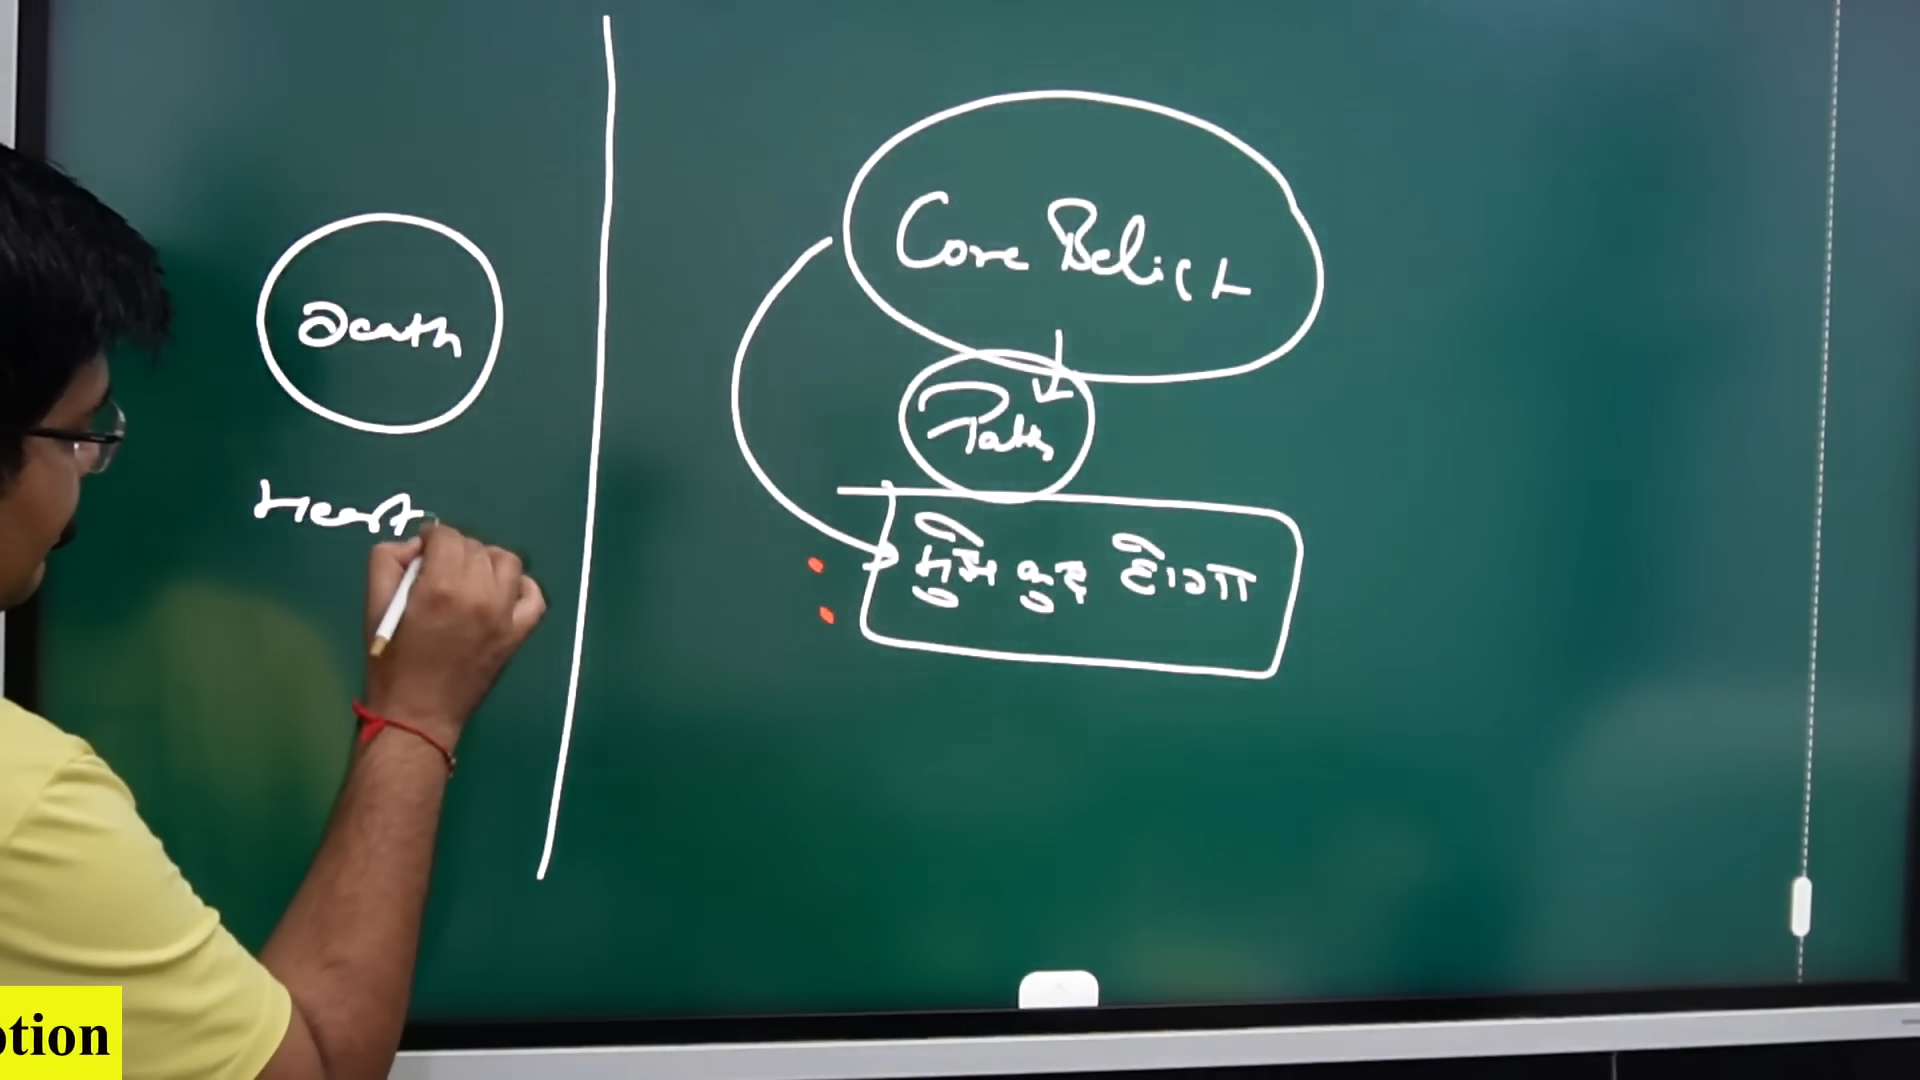 Death
Heart
Core Belief
Path
मुझे कुछ होगा
otion